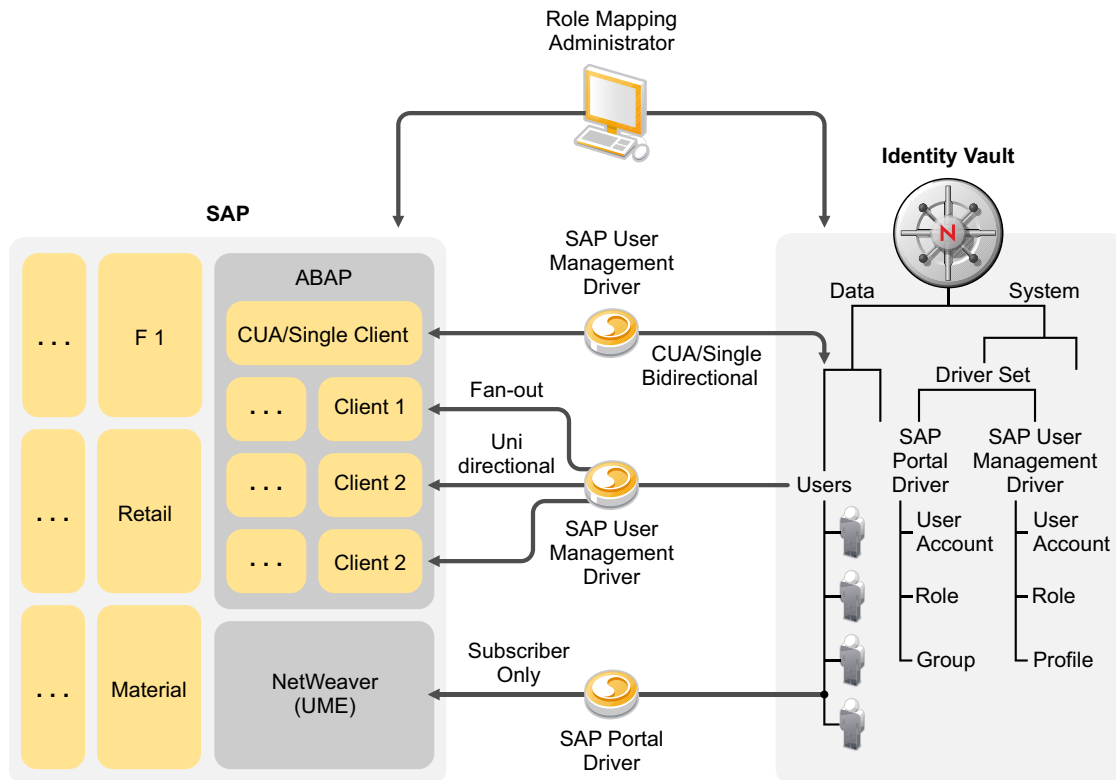 Role Mapping
Administrator
Identity Vault
N
SAP
SAP User
Management
Driver
ABAP
Data
System
. . .
F 1
CUA/Single Client
CUA/Single
Bidirectional
Driver Set
Fan-out
. . .
Client 1
Uni
directional
SAP
Portal
Driver
SAP User
Management
Driver
. . .
Client 2
Users
. . .
Retail
SAP User
Management
Driver
User
Account
User
Account
. . .
Client 2
Role
Role
Subscriber
Only
Group
Profile
. . .
Material
NetWeaver
(UME)
SAP Portal
Driver